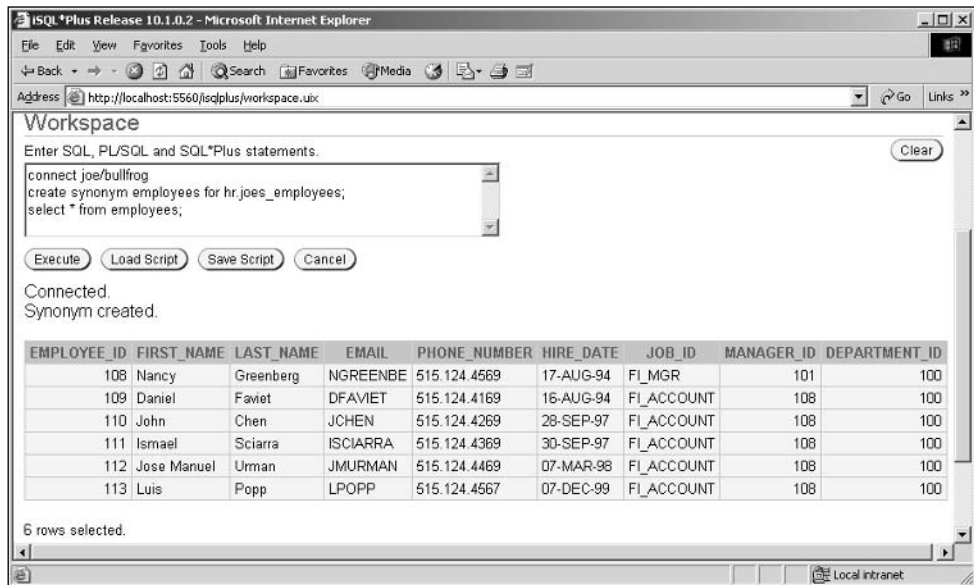 iSQL*Plus Release 10.1.0.2 - Microsoft Internet Explorer
File Edit View Favorites Tools Help
Back Search Favorites Media
Address http://localhost:5560/isqlplus/workspace.uix Go Links »
Workspace
Enter SQL, PL/SQL and SQL*Plus statements. Clear
connect joe/bullfrog
create synonym employees for hr.joes_employees;
select * from employees;
Execute Load Script Save Script Cancel
Connected.
Synonym created.
EMPLOYEE_ID FIRST_NAME LAST_NAME EMAIL PHONE_NUMBER HIRE_DATE JOB_ID MANAGER_ID DEPARTMENT_ID
108 Nancy Greenberg NGREENBE 515.124.4569 17-AUG-94 FI_MGR 101 100
109 Daniel Faviet DFAVIET 515.124.4169 16-AUG-94 FI_ACCOUNT 108 100
110 John Chen JCHEN 515.124.4269 28-SEP-97 FI_ACCOUNT 108 100
111 Ismael Sciarra ISCIARRA 515.124.4369 30-SEP-97 FI_ACCOUNT 108 100
112 Jose Manuel Urman JMURMAN 515.124.4469 07-MAR-98 FI_ACCOUNT 108 100
113 Luis Popp LPOPP 515.124.4567 07-DEC-99 FI_ACCOUNT 108 100
6 rows selected.
Local intranet